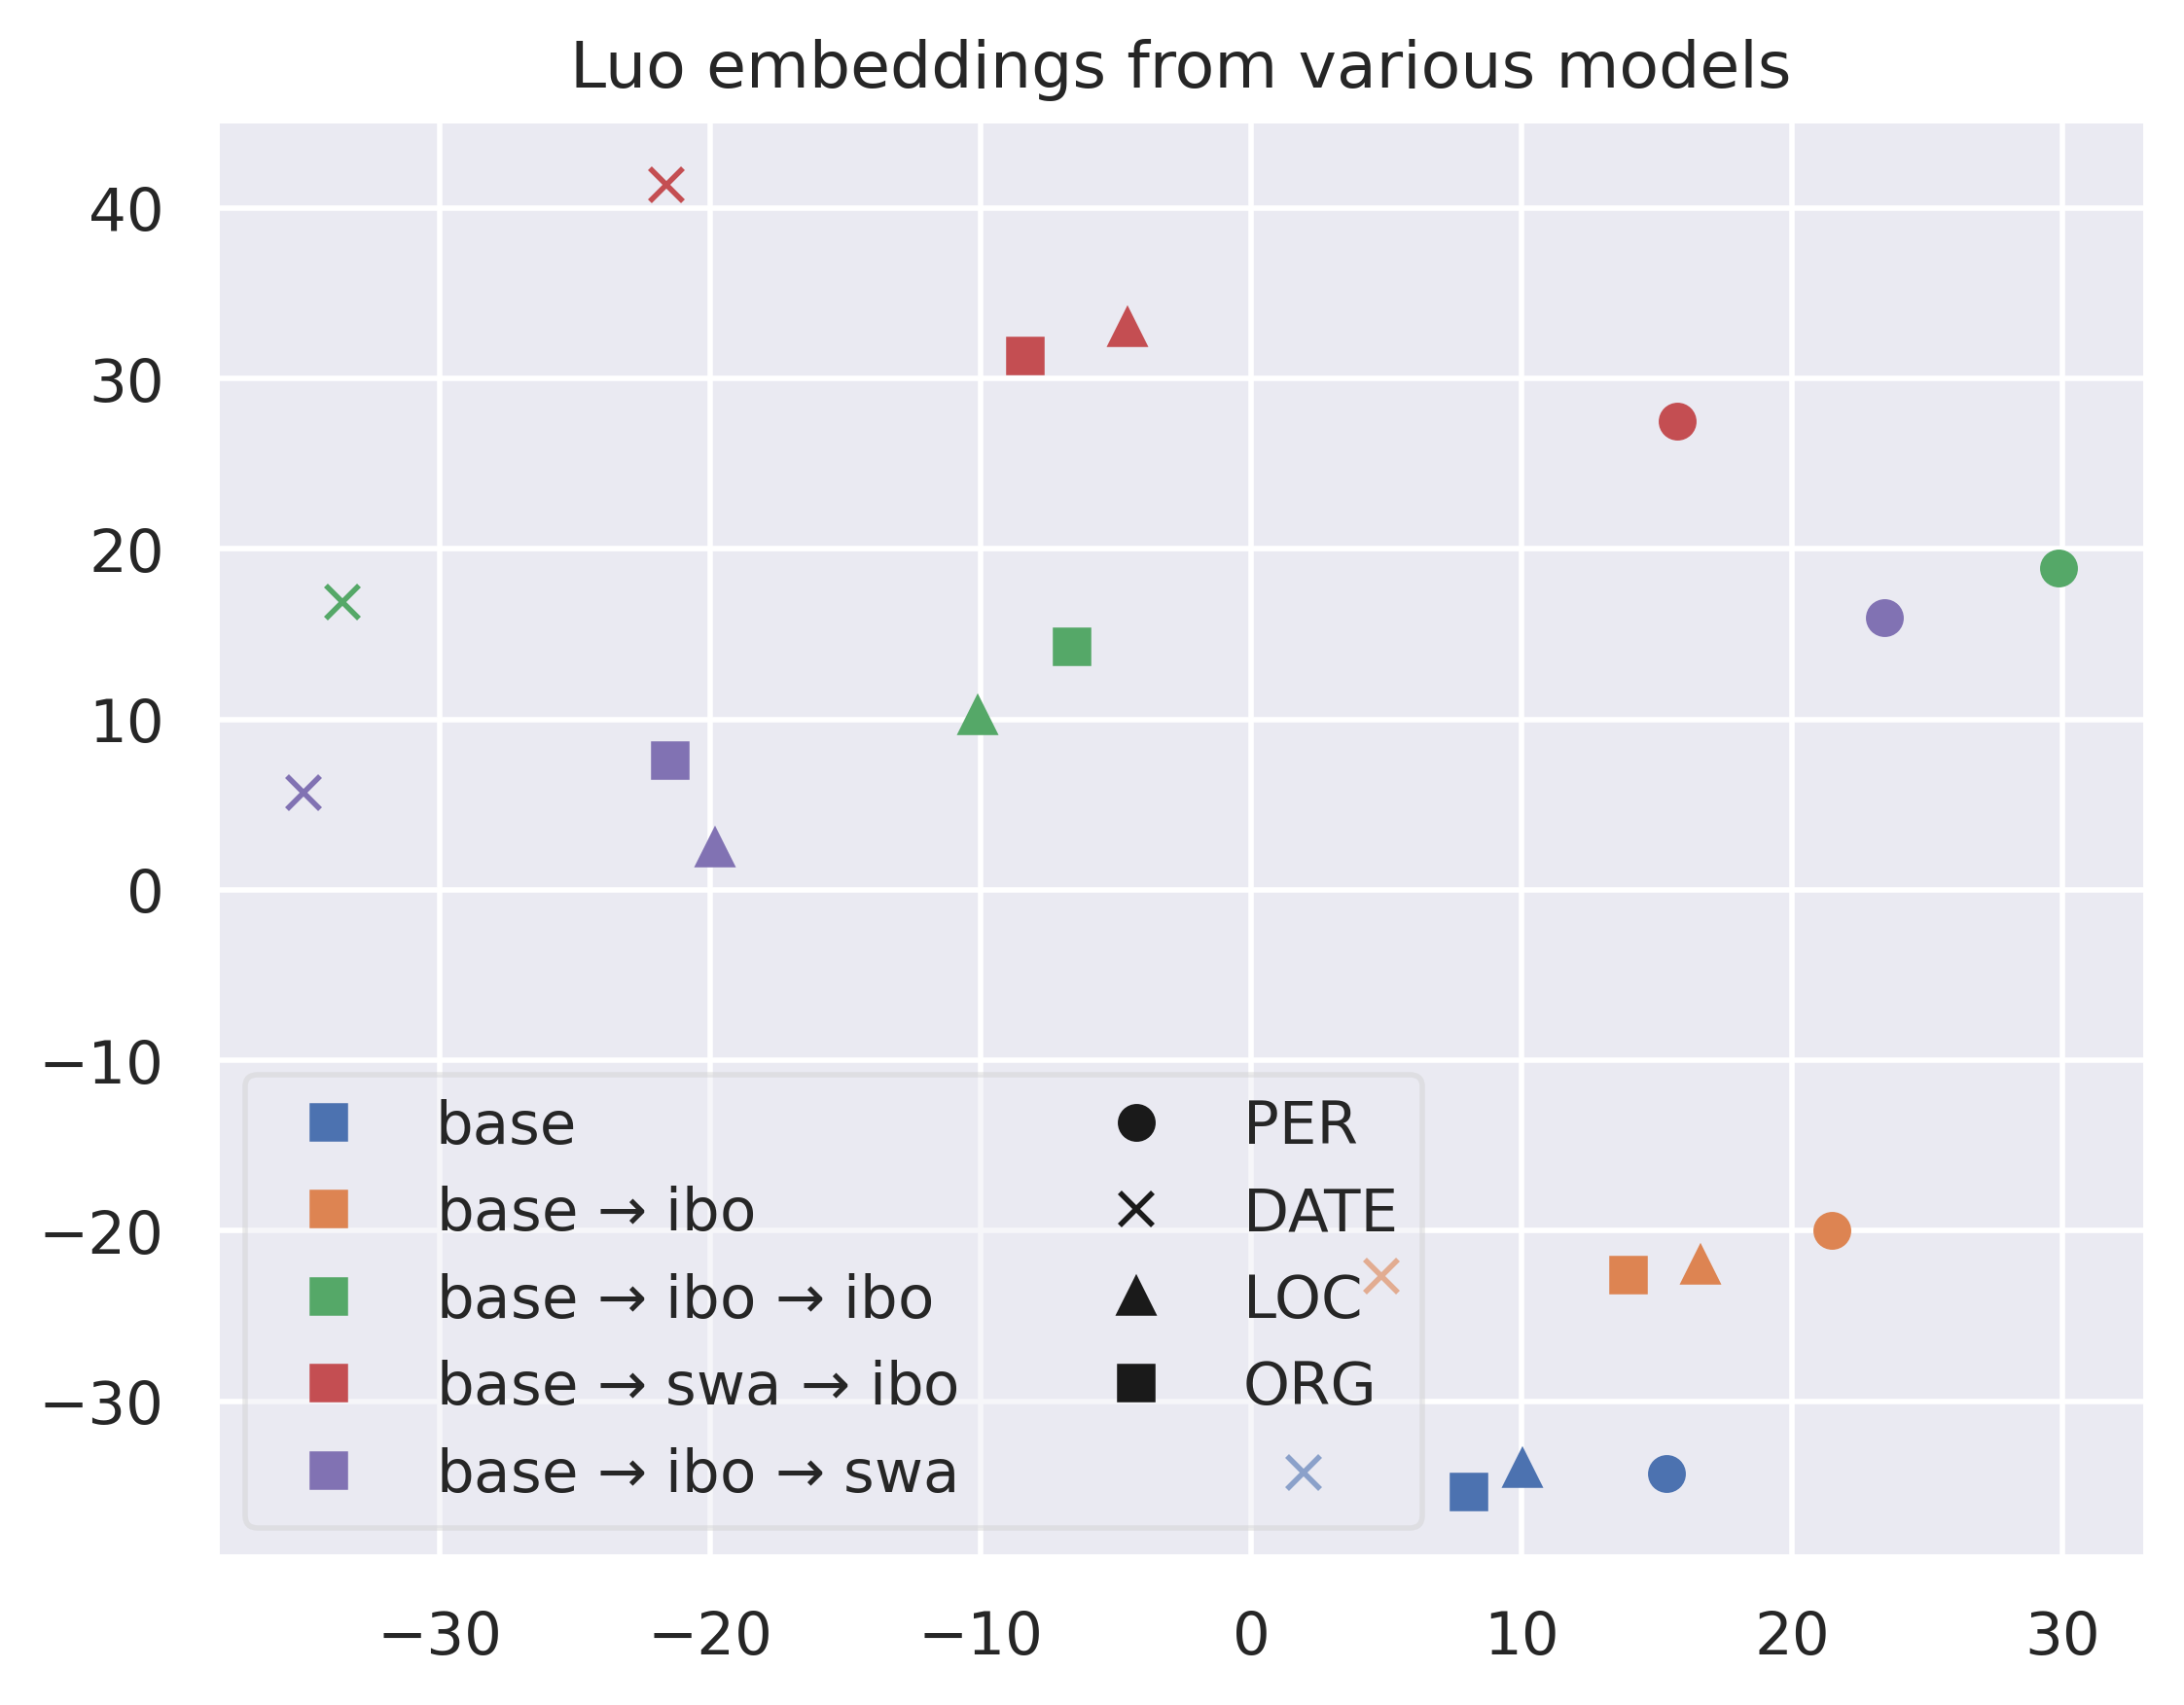 Luo embeddings from various models
40
30
20
10
0
−10
−20
−30
base
base → ibo
base → ibo → ibo
base → swa → ibo
base → ibo → swa
PER
DATE
LOC
ORG
−30 −20 −10 0 10 20 30